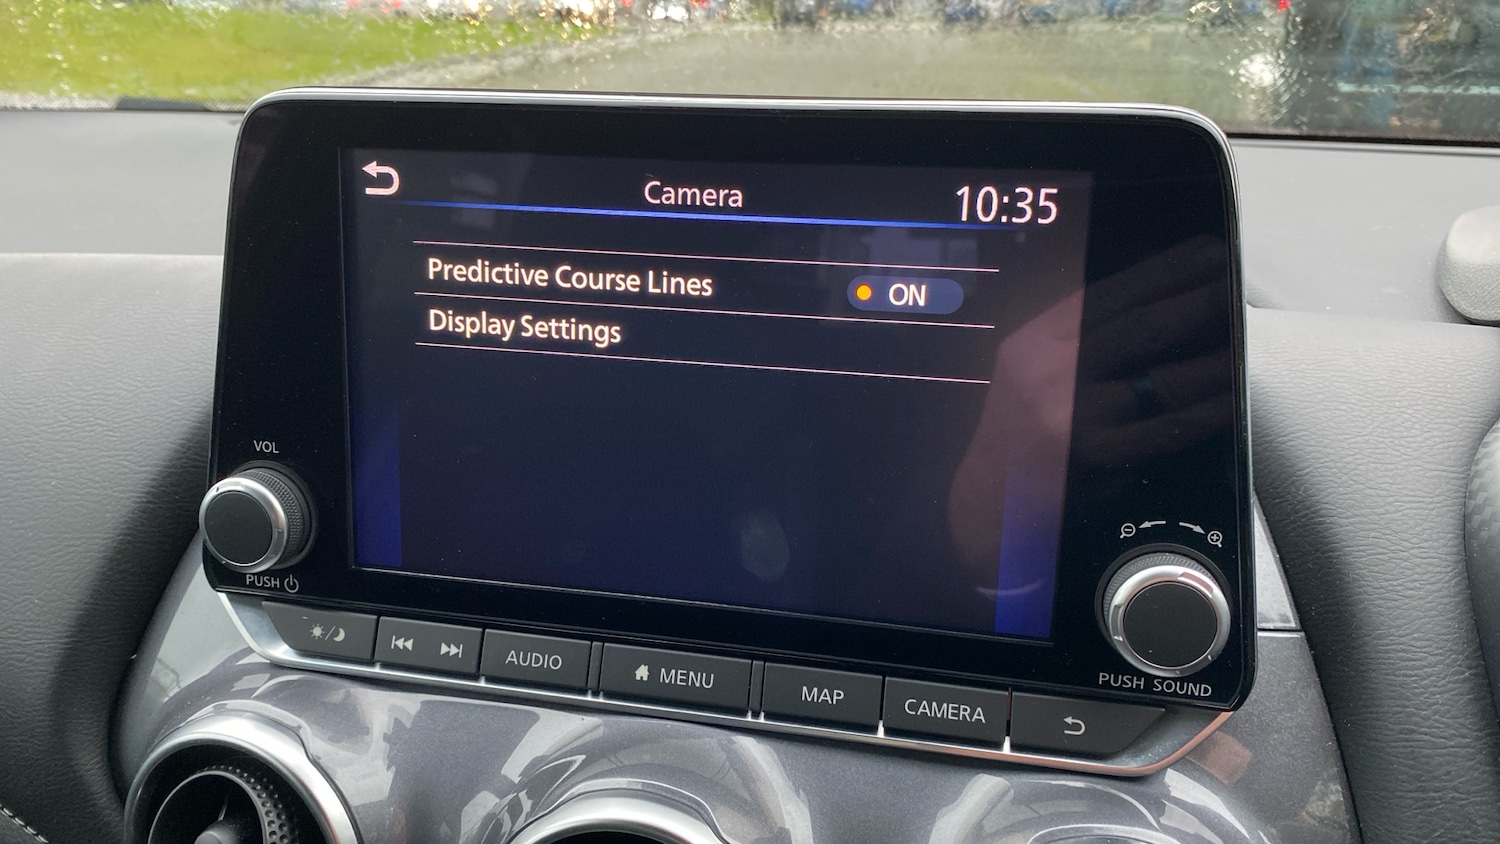 Camera
10:35
Predictive Course Lines
ON
Display Settings
VOL
PUSH
AUDIO
MENU
MAP
CAMERA
PUSH SOUND